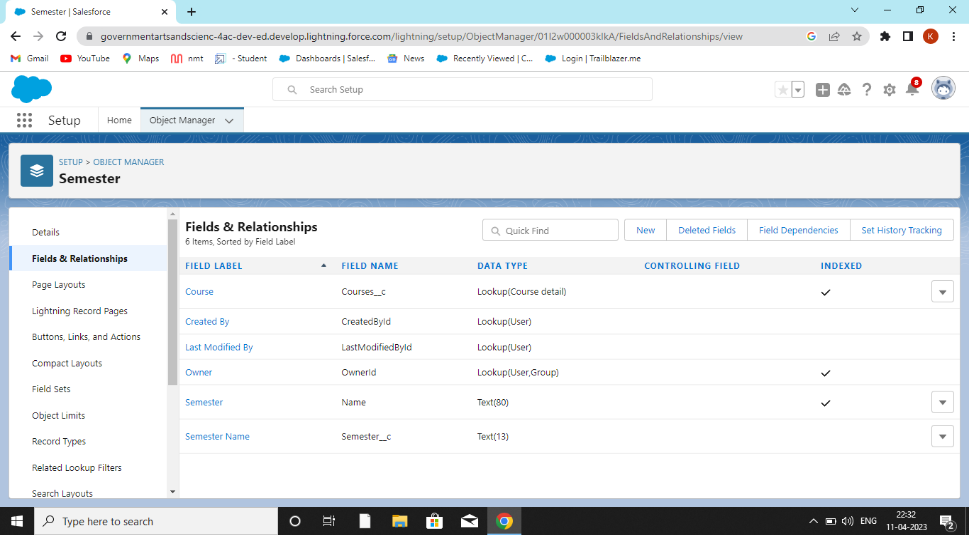 Semester | Salesforce
governmentartsandscienc-4ac-dev-ed.develop.lightning.force.com/lightning/setup/ObjectManager/01I2w000003kIkA/FieldsAndRelationships/view
K
Gmail YouTube Maps nmt - Student Dashboards | Salesf... News Recently Viewed | C... Login | Trailblazer.me
Search Setup
8
Setup Home Object Manager
SETUP > OBJECT MANAGER
Semester
Details
Fields & Relationships
Page Layouts
Lightning Record Pages
Buttons, Links, and Actions
Compact Layouts
Field Sets
Object Limits
Record Types
Related Lookup Filters
Search Layouts
Fields & Relationships
6 Items, Sorted by Field Label
Quick Find New Deleted Fields Field Dependencies Set History Tracking
FIELD LABEL FIELD NAME DATA TYPE CONTROLLING FIELD INDEXED
Course Courses__c Lookup(Course detail)
Created By CreatedById Lookup(User)
Last Modified By LastModifiedById Lookup(User)
Owner OwnerId Lookup(User,Group)
Semester Name Text(80)
Semester Name Semester__c Text(13)
Type here to search
ENG
22:32
11-04-2023
2